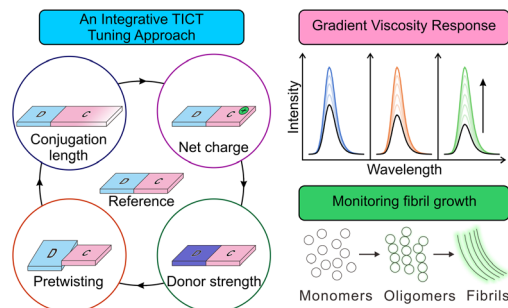 An Integrative TICT
Tuning Approach
D C
Conjugation
length
D C +
Net charge
D C
Reference
D C
Pretwisting
D C
Donor strength
Gradient Viscosity Response
Intensity
Wavelength
Monitoring fibril growth
Monomers Oligomers Fibrils